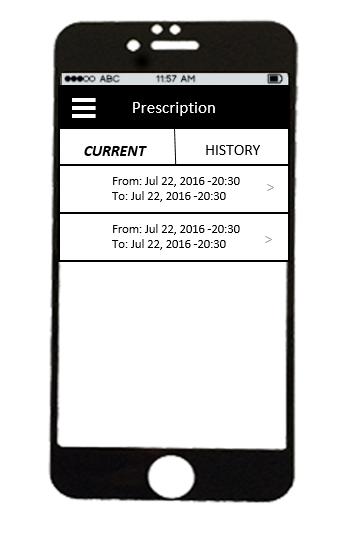 ABC 11:57 AM
Prescription
CURRENT HISTORY
From: Jul 22, 2016 -20:30
To: Jul 22, 2016 -20:30
>
From: Jul 22, 2016 -20:30
To: Jul 22, 2016 -20:30
>